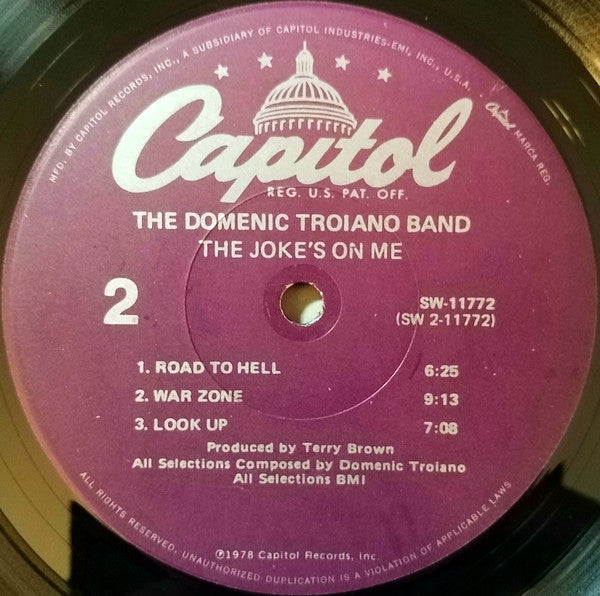 MFD. BY CAPITOL RECORDS, INC., A SUBSIDIARY OF CAPITOL INDUSTRIES-EMI, INC., U.S.A.
Capitol
Capitol MARCA REG.
REG. U.S. PAT. OFF.
THE DOMENIC TROIANO BAND
THE JOKE'S ON ME
2
SW-11772
(SW 2-11772)
1. ROAD TO HELL 6:25
2. WAR ZONE 9:13
3. LOOK UP 7:08
Produced by Terry Brown
All Selections Composed by Domenic Troiano
All Selections BMI
℗1978 Capitol Records, Inc.
ALL RIGHTS RESERVED. UNAUTHORIZED DUPLICATION IS A VIOLATION OF APPLICABLE LAWS